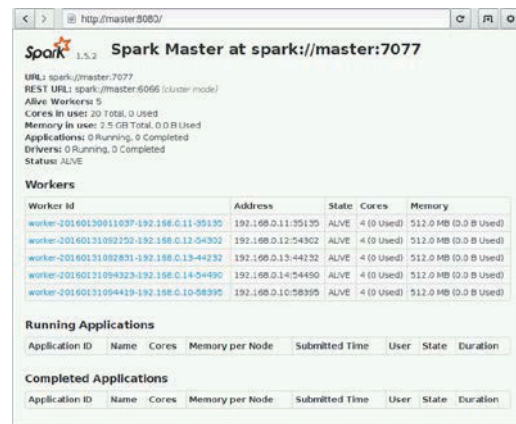 http://master:8080/
Spark 1.5.2 Spark Master at spark://master:7077
URL: spark://master:7077
REST URL: spark://master:6066 (cluster mode)
Alive Workers: 5
Cores in use: 20 Total, 0 Used
Memory in use: 2.5 GB Total, 0.0 B Used
Applications: 0 Running, 0 Completed
Drivers: 0 Running, 0 Completed
Status: ALIVE
Workers
Worker Id Address State Cores Memory
worker-20160130011037-192.168.0.11-35135 192.168.0.11:35135 ALIVE 4 (0 Used) 512.0 MB (0.0 B Used)
worker-20160131092252-192.168.0.12-54302 192.168.0.12:54302 ALIVE 4 (0 Used) 512.0 MB (0.0 B Used)
worker-20160131092831-192.168.0.13-44232 192.168.0.13:44232 ALIVE 4 (0 Used) 512.0 MB (0.0 B Used)
worker-20160131094323-192.168.0.14-54490 192.168.0.14:54490 ALIVE 4 (0 Used) 512.0 MB (0.0 B Used)
worker-20160131094419-192.168.0.10-58395 192.168.0.10:58395 ALIVE 4 (0 Used) 512.0 MB (0.0 B Used)
Running Applications
Application ID Name Cores Memory per Node Submitted Time User State Duration
Completed Applications
Application ID Name Cores Memory per Node Submitted Time User State Duration